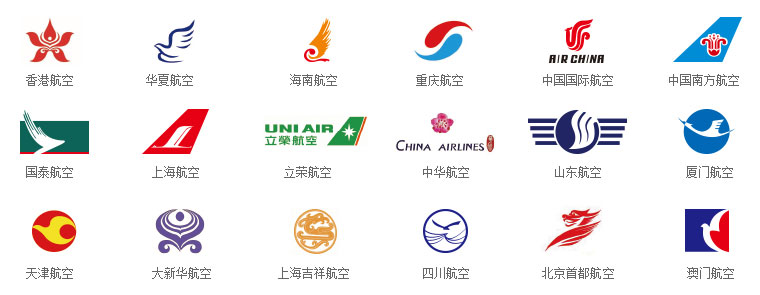 AIR CHINA
香港航空
华夏航空
海南航空
重庆航空
中国国际航空
中国南方航空
UNI AIR
立榮航空
CHINA AIRLINES
国泰航空
上海航空
立荣航空
中华航空
山东航空
厦门航空
天津航空
大新华航空
上海吉祥航空
四川航空
北京首都航空
澳门航空